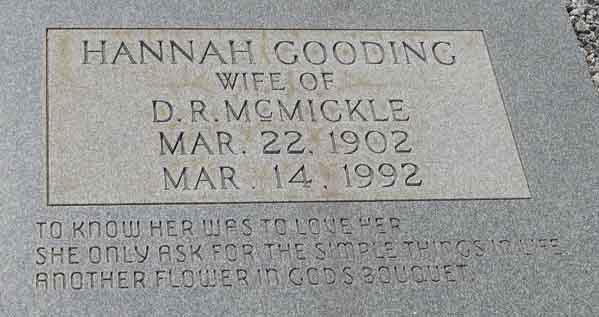 HANNAH GOODING
WIFE OF
D. R. McMICKLE
MAR. 22. 1902
MAR. 14. 1992
TO KNOW HER WAS TO LOVE HER
SHE ONLY ASK FOR THE SIMPLE THINGS IN LIFE
ANOTHER FLOWER IN GOD'S BOUQUET.